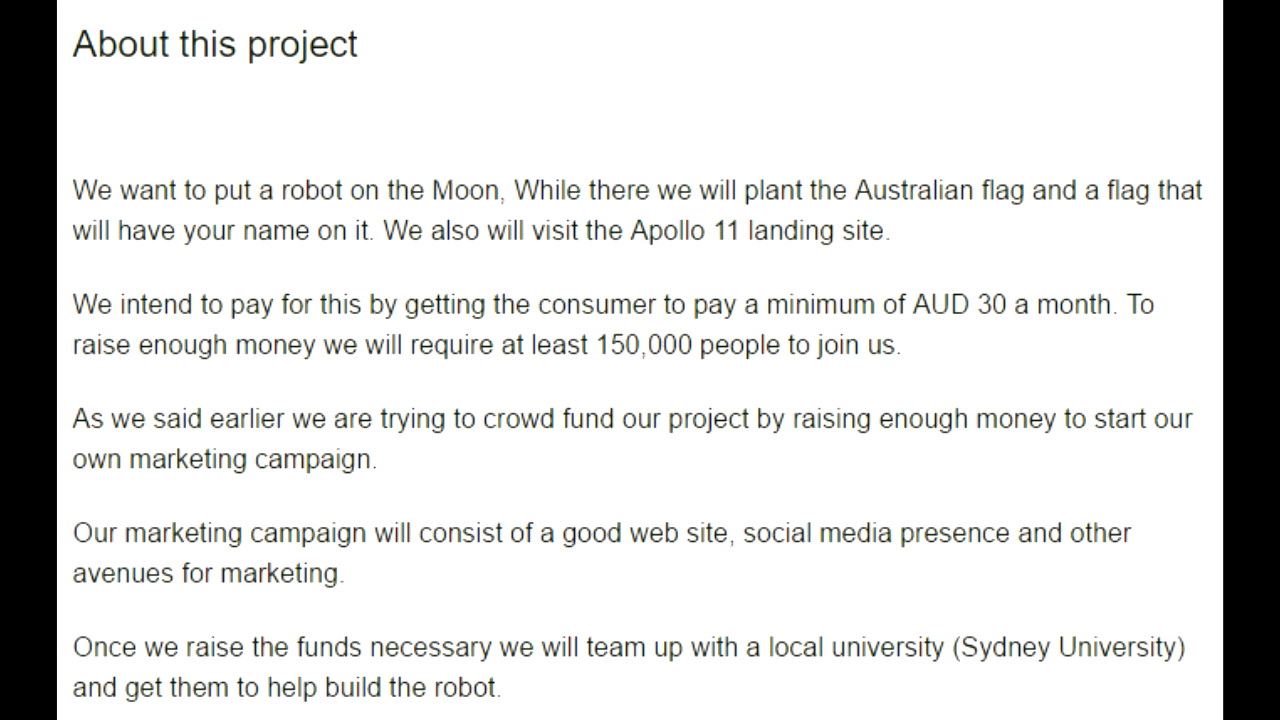 About this project
We want to put a robot on the Moon, While there we will plant the Australian flag and a flag that
will have your name on it. We also will visit the Apollo 11 landing site.
We intend to pay for this by getting the consumer to pay a minimum of AUD 30 a month. To
raise enough money we will require at least 150,000 people to join us.
As we said earlier we are trying to crowd fund our project by raising enough money to start our
own marketing campaign.
Our marketing campaign will consist of a good web site, social media presence and other
avenues for marketing.
Once we raise the funds necessary we will team up with a local university (Sydney University)
and get them to help build the robot.